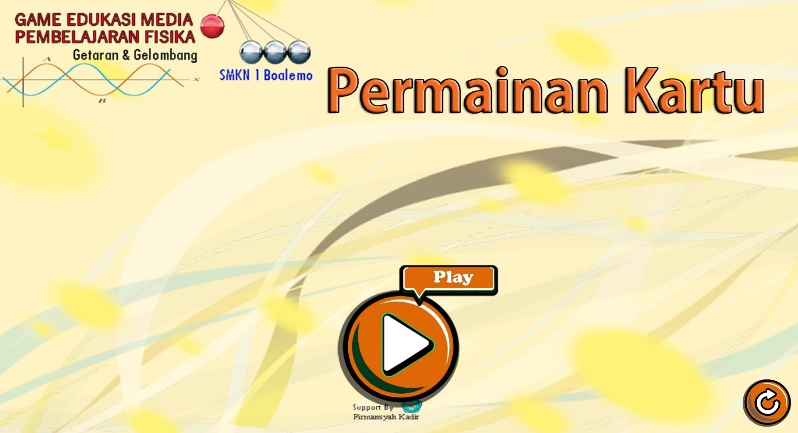 GAME EDUKASI MEDIA
PEMBELAJARAN FISIKA
Getaran & Gelombang
A
x
B
SMKN 1 Boalemo
Permainan Kartu
Play
Support By
Firmansyah Kadir